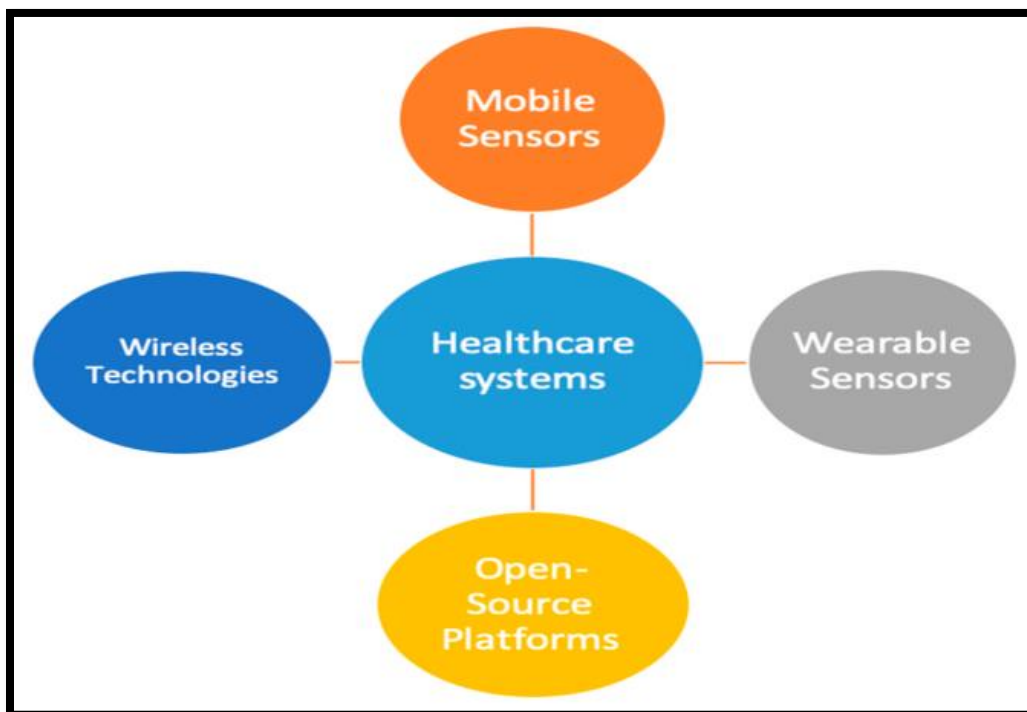 Mobile
Sensors
Wireless
Technologies
Healthcare
systems
Wearable
Sensors
Open-
Source
Platforms